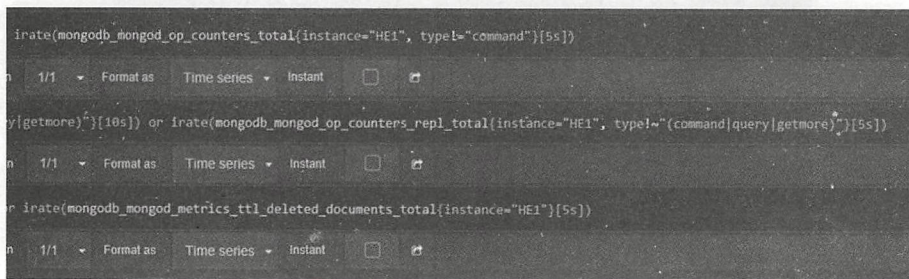 irate(mongodb_mongod_op_counters_total{instance="HE1", type!="command"}[5s])
n 1/1 Format as Time series Instant
y|getmore)"}[10s]) or irate(mongodb_mongod_op_counters_repl_total{instance="HE1", type!~"(command|query|getmore)"}[5s])
n 1/1 Format as Time series Instant
or irate(mongodb_mongod_metrics_ttl_deleted_documents_total{instance="HE1"}[5s])
n 1/1 Format as Time series Instant